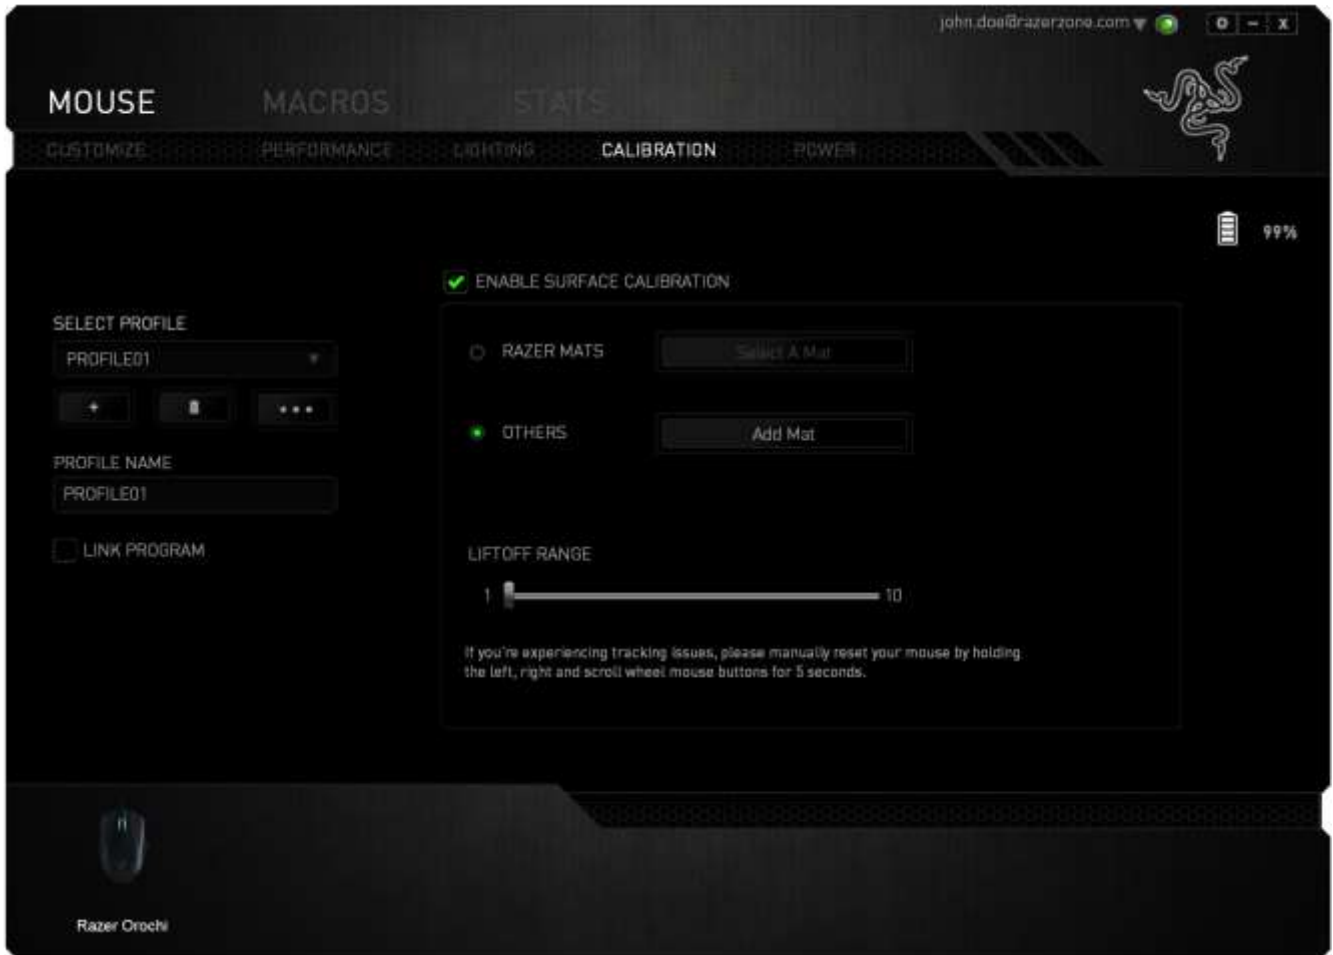 john.doe@razerzone.com
MOUSE MACROS STATS
CUSTOMIZE PERFORMANCE LIGHTING CALIBRATION POWER
99%
ENABLE SURFACE CALIBRATION
SELECT PROFILE
PROFILE01
RAZER MATS Select A Mat
OTHERS Add Mat
PROFILE NAME
PROFILE01
LINK PROGRAM
LIFTOFF RANGE
1 10
If you're experiencing tracking issues, please manually reset your mouse by holding
the left, right and scroll wheel mouse buttons for 5 seconds.
Razer Orochi